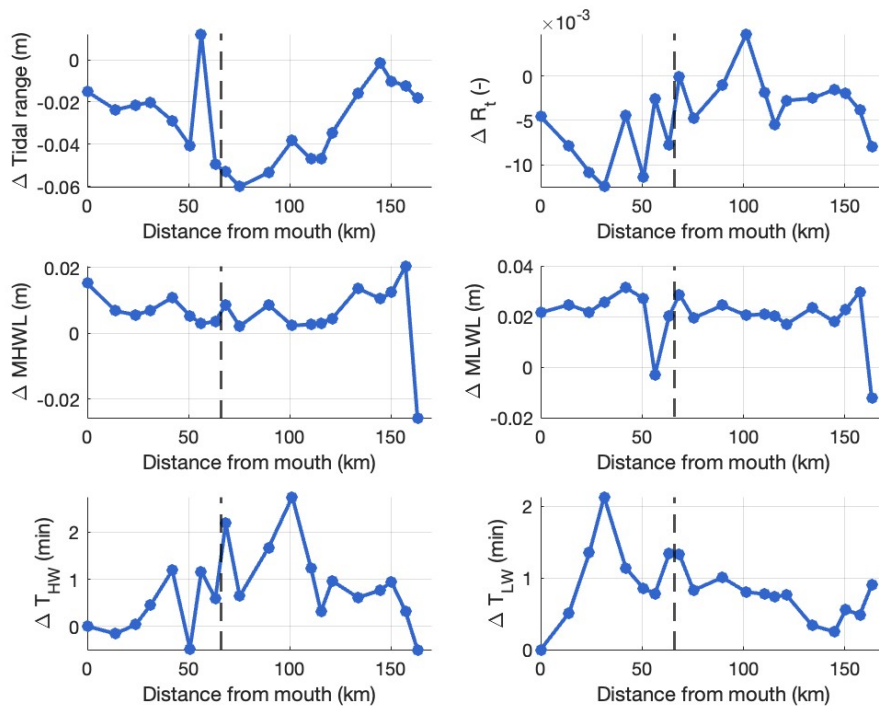 ×10⁻³
0
-0.02
-0.04
-0.06
Δ Tidal range (m)
0 50 100 150
Distance from mouth (km)
0
-5
-10
Δ Rₜ (-)
0 50 100 150
Distance from mouth (km)
0.02
0
-0.02
Δ MHWL (m)
0 50 100 150
Distance from mouth (km)
0.04
0.02
0
-0.02
Δ MLWL (m)
0 50 100 150
Distance from mouth (km)
2
1
0
Δ T_HW (min)
0 50 100 150
Distance from mouth (km)
2
1
0
Δ T_LW (min)
0 50 100 150
Distance from mouth (km)